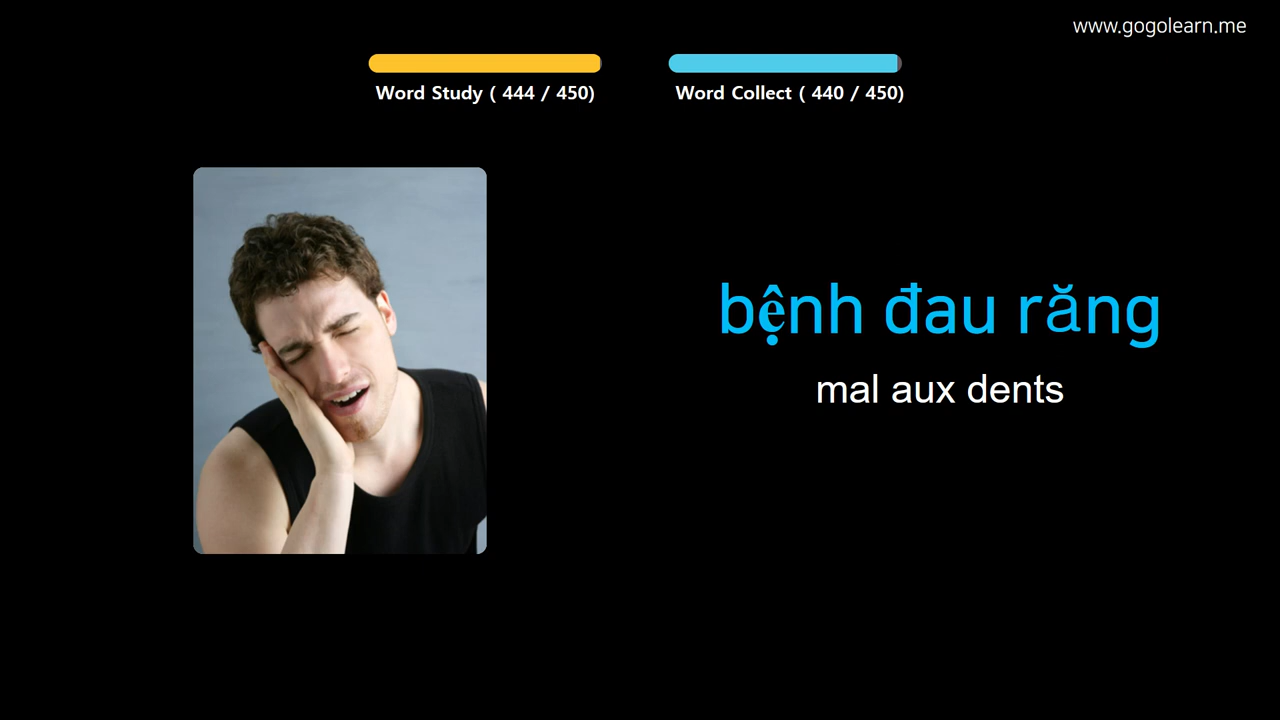 www.gogolearn.me
Word Study ( 444 / 450)
Word Collect ( 440 / 450)
bệnh đau răng
mal aux dents